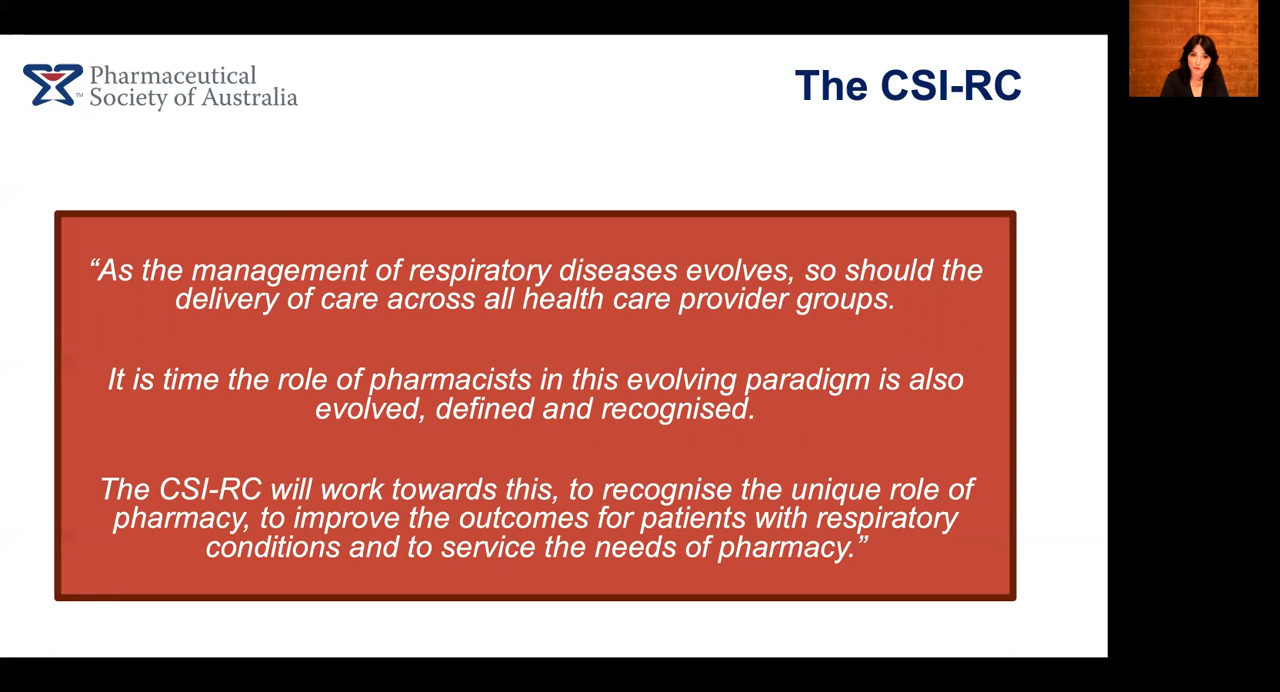 Pharmaceutical
Society of Australia
™
The CSI-RC
“As the management of respiratory diseases evolves, so should the
delivery of care across all health care provider groups.
It is time the role of pharmacists in this evolving paradigm is also
evolved, defined and recognised.
The CSI-RC will work towards this, to recognise the unique role of
pharmacy, to improve the outcomes for patients with respiratory
conditions and to service the needs of pharmacy.”